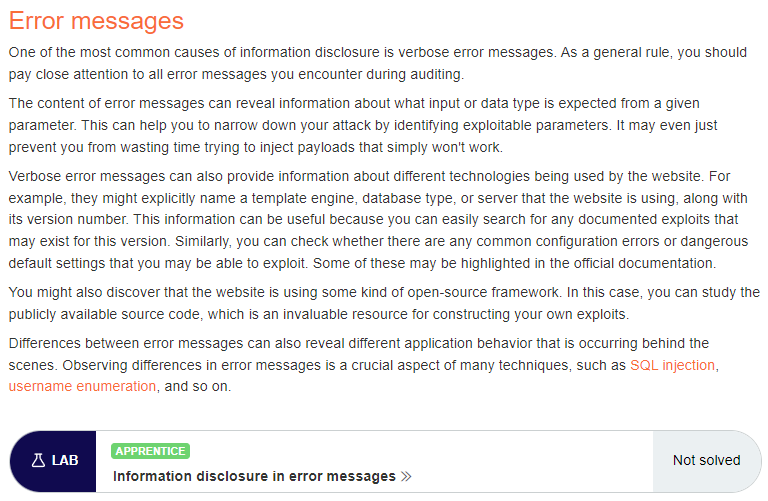 Error messages
One of the most common causes of information disclosure is verbose error messages. As a general rule, you should
pay close attention to all error messages you encounter during auditing.
The content of error messages can reveal information about what input or data type is expected from a given
parameter. This can help you to narrow down your attack by identifying exploitable parameters. It may even just
prevent you from wasting time trying to inject payloads that simply won't work.
Verbose error messages can also provide information about different technologies being used by the website. For
example, they might explicitly name a template engine, database type, or server that the website is using, along with
its version number. This information can be useful because you can easily search for any documented exploits that
may exist for this version. Similarly, you can check whether there are any common configuration errors or dangerous
default settings that you may be able to exploit. Some of these may be highlighted in the official documentation.
You might also discover that the website is using some kind of open-source framework. In this case, you can study the
publicly available source code, which is an invaluable resource for constructing your own exploits.
Differences between error messages can also reveal different application behavior that is occurring behind the
scenes. Observing differences in error messages is a crucial aspect of many techniques, such as SQL injection,
username enumeration, and so on.
LAB
APPRENTICE
Information disclosure in error messages »
Not solved